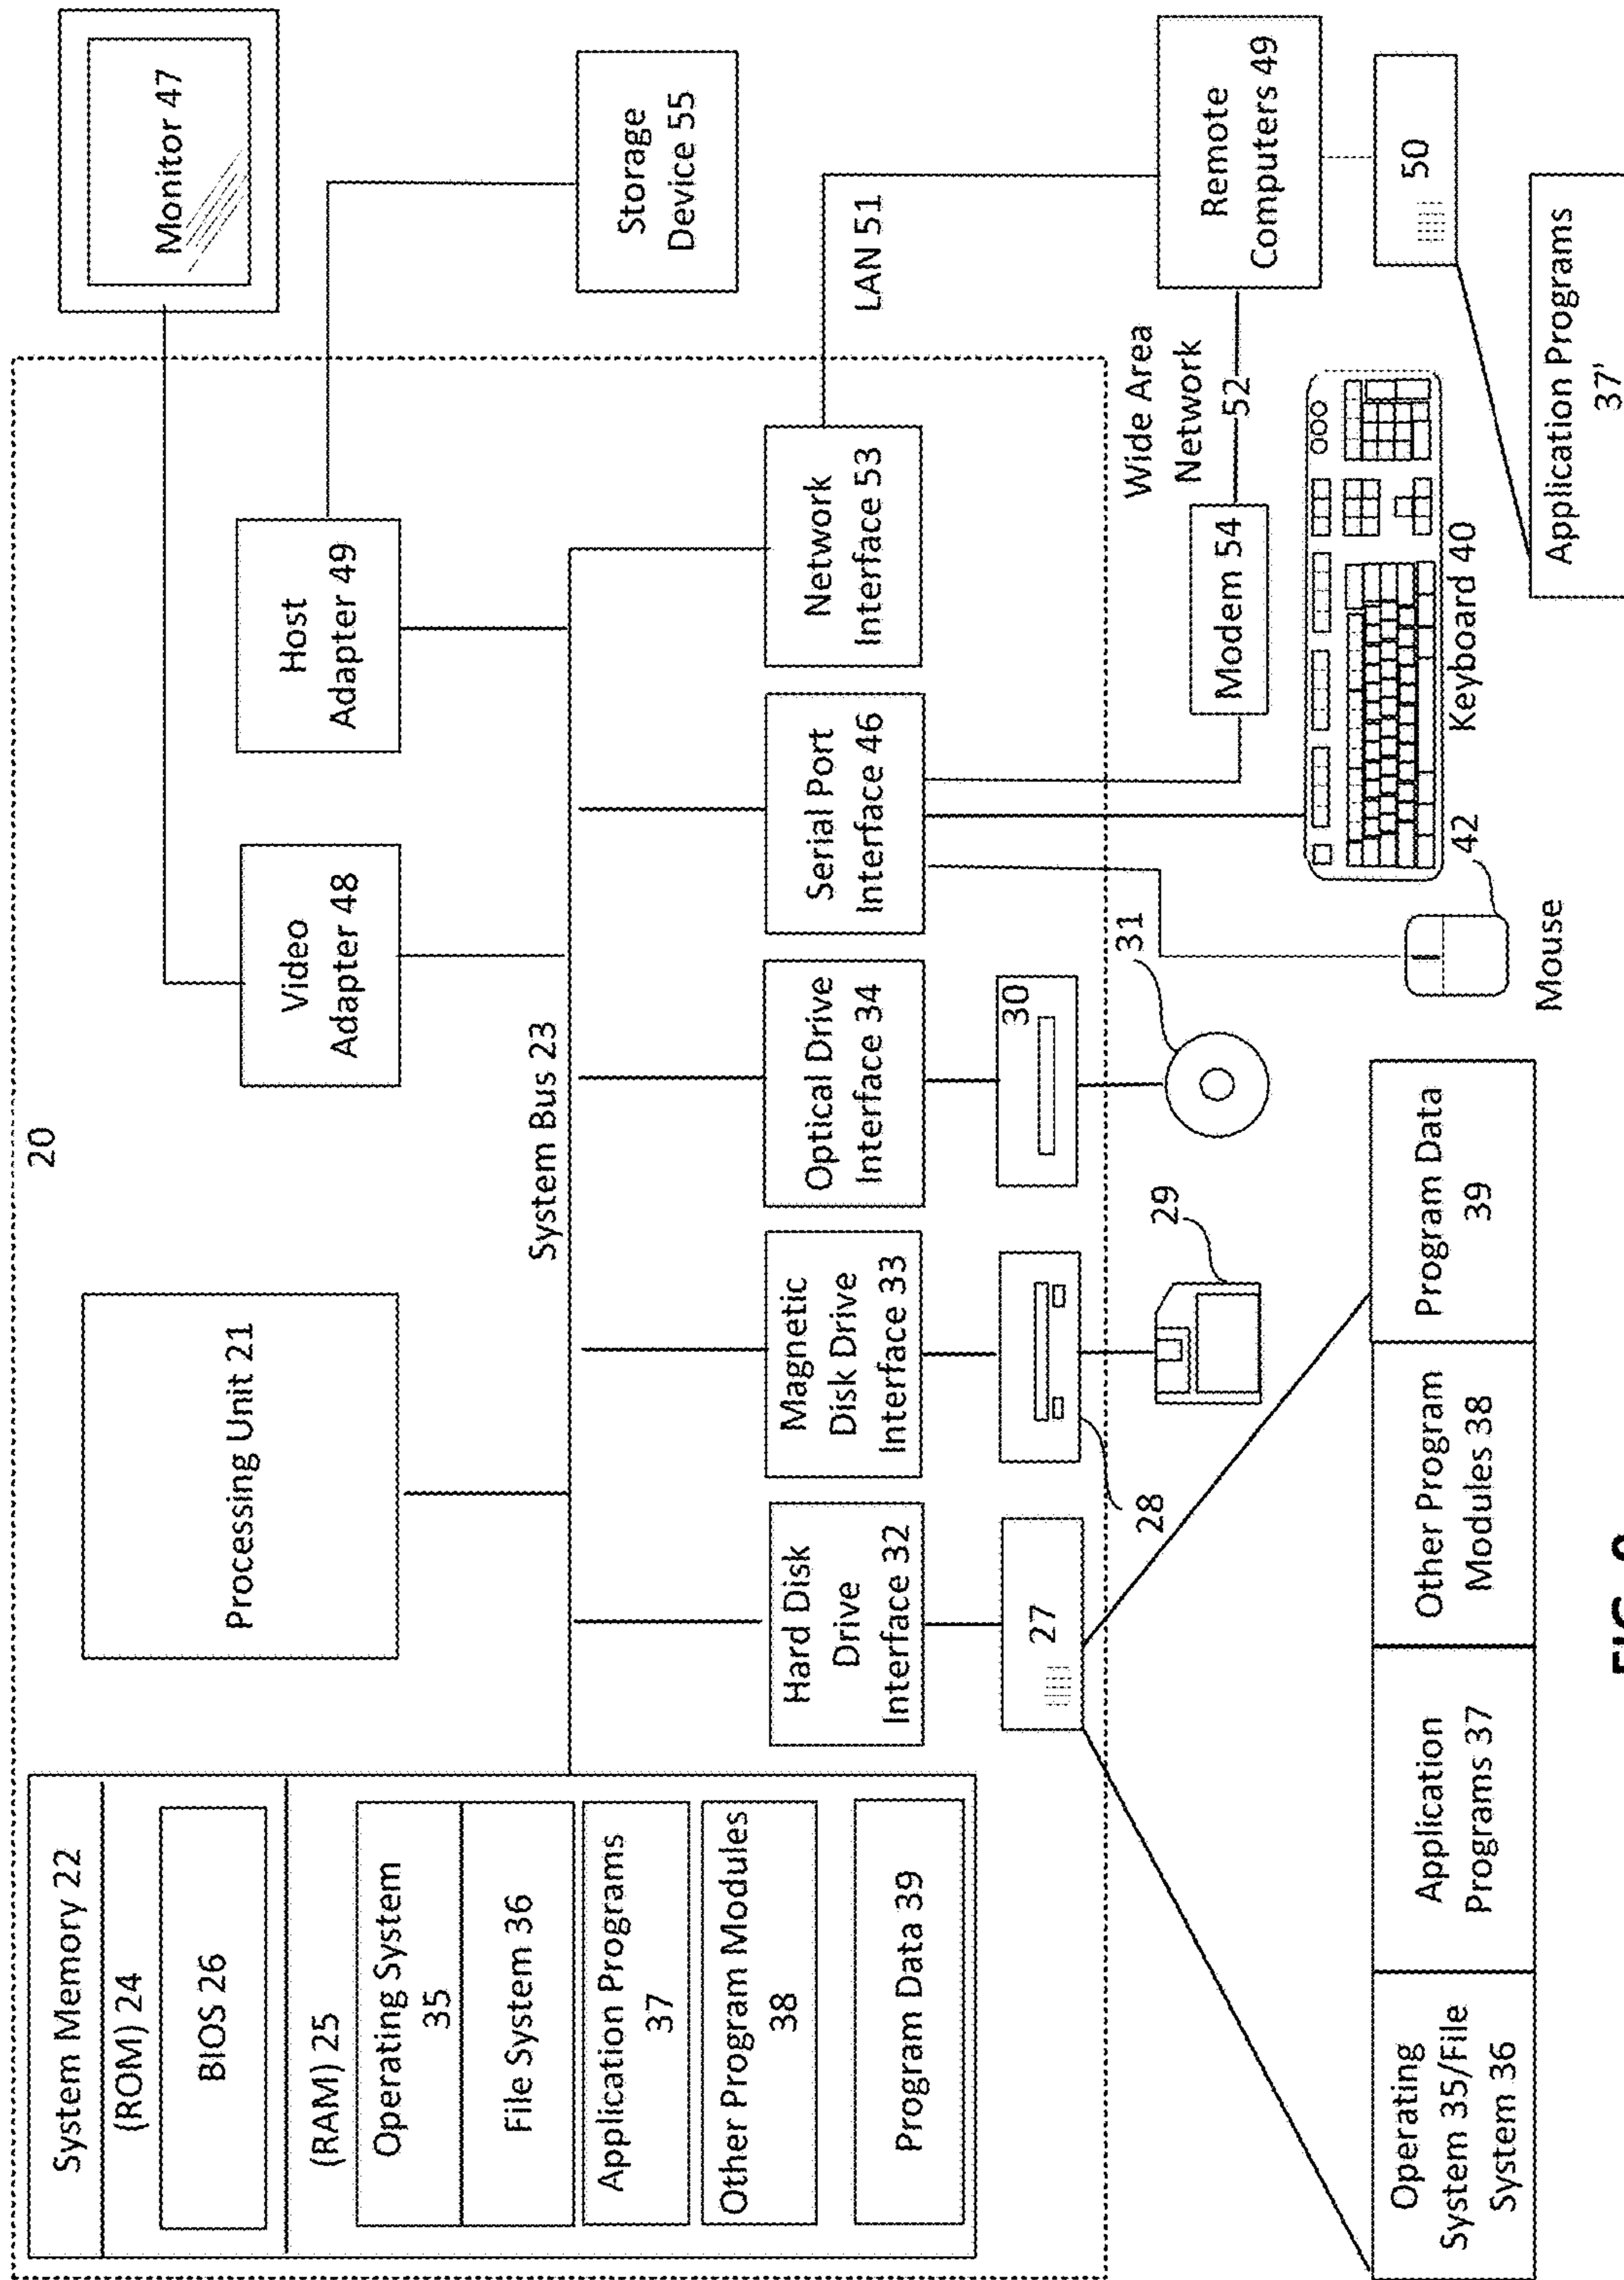 20
System Memory 22
(ROM) 24
BIOS 26
(RAM) 25
Operating System
35
File System 36
Application Programs
37
Other Program Modules
38
Program Data 39
Processing Unit 21
Video
Adapter 48
Host
Adapter 49
Monitor 47
System Bus 23
Storage
Device 55
Hard Disk
Drive
Interface 32
Magnetic
Disk Drive
Interface 33
Optical Drive
Interface 34
Serial Port
Interface 46
Network
Interface 53
LAN 51
27
28
29
30
31
Wide Area
Network
52
Modem 54
Remote
Computers 49
50
Keyboard 40
42
Mouse
Application Programs
37'
Operating
System 35/File
System 36
Application
Programs 37
Other Program
Modules 38
Program Data
39